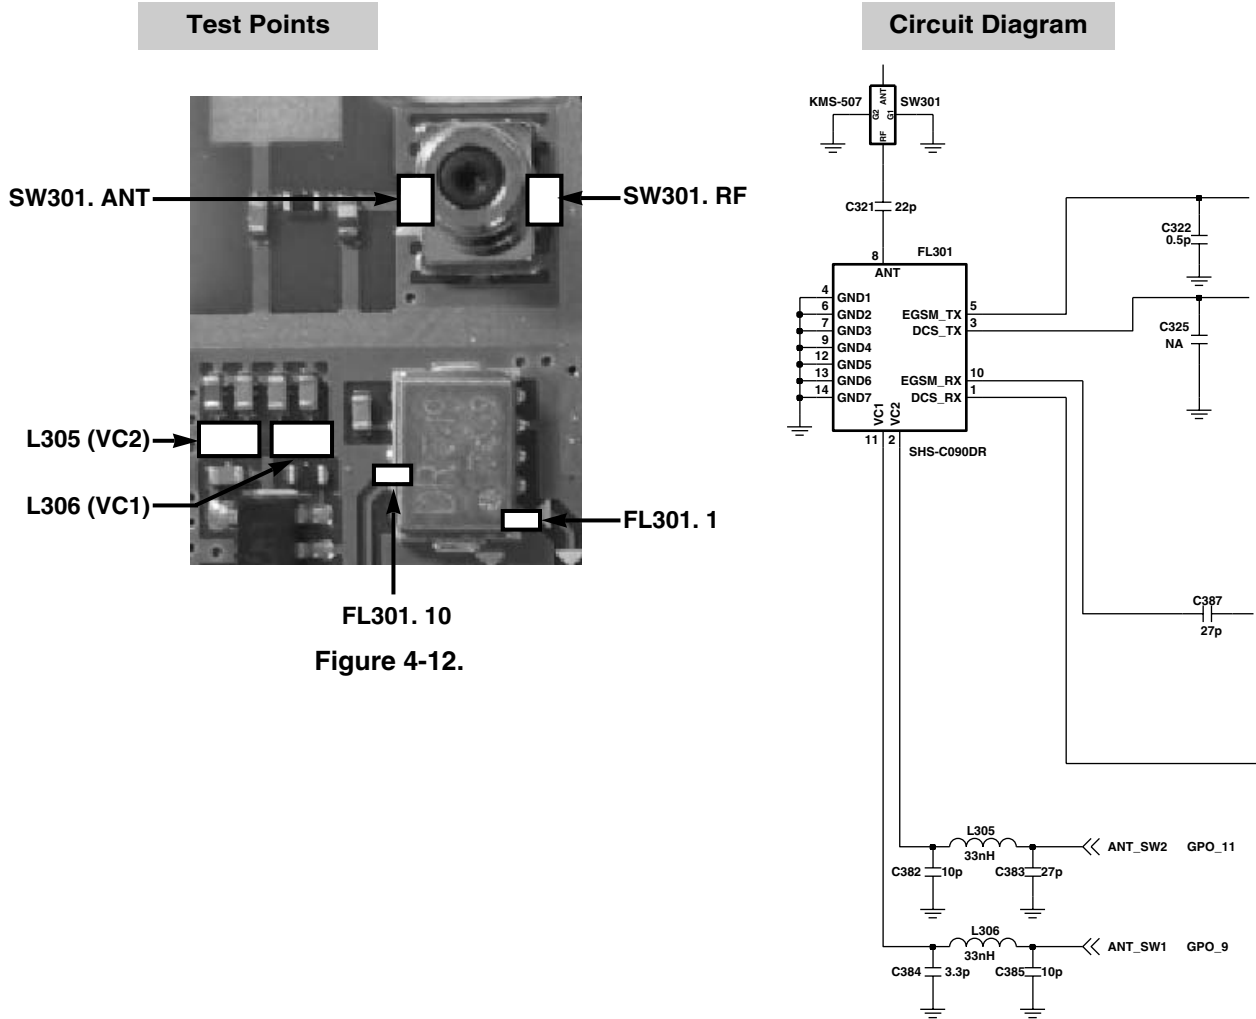 Test Points
SW301. ANT
SW301. RF
L305 (VC2)
L306 (VC1)
FL301. 1
FL301. 10
Figure 4-12.
Circuit Diagram
KMS-507
SW301
ANT
G2
G1
RF
C321
22p
8
FL301
ANT
4
GND1
6
GND2
7
GND3
9
GND4
12
GND5
13
GND6
14
GND7
EGSM_TX
5
DCS_TX
3
EGSM_RX
10
DCS_RX
1
VC1
VC2
11
2
SHS-C090DR
C322
0.5p
C325
NA
C387
27p
L305
33nH
C382
10p
C383
27p
ANT_SW2
GPO_11
L306
33nH
C384
3.3p
C385
10p
ANT_SW1
GPO_9